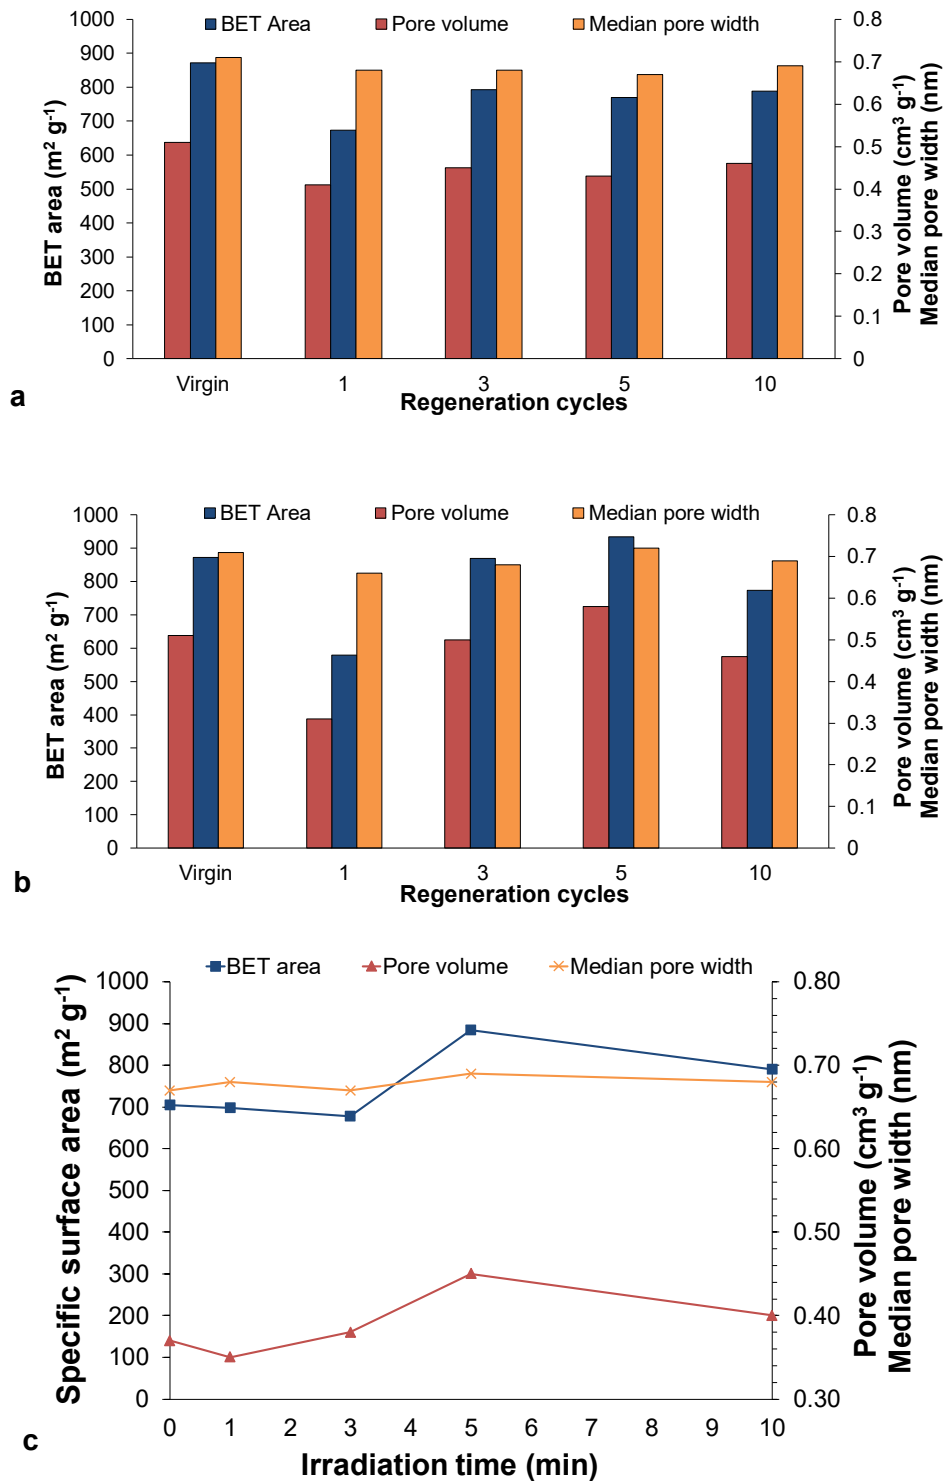 BET Area Pore volume Median pore width
1000
900
800
700
600
500
400
300
200
100
0
BET area (m² g⁻¹)
0.8
0.7
0.6
0.5
0.4
0.3
0.2
0.1
0
Pore volume (cm³ g⁻¹)
Median pore width (nm)
Virgin 1 3 5 10
Regeneration cycles
a
BET Area Pore volume Median pore width
1000
900
800
700
600
500
400
300
200
100
0
BET area (m² g⁻¹)
0.8
0.7
0.6
0.5
0.4
0.3
0.2
0.1
0
Pore volume (cm³ g⁻¹)
Median pore width (nm)
Virgin 1 3 5 10
Regeneration cycles
b
BET area Pore volume Median pore width
1000
900
800
700
600
500
400
300
200
100
0
Specific surface area (m² g⁻¹)
0.80
0.70
0.60
0.50
0.40
0.30
Pore volume (cm³ g⁻¹)
Median pore width (nm)
0 1 2 3 4 5 6 7 8 9 10
Irradiation time (min)
c